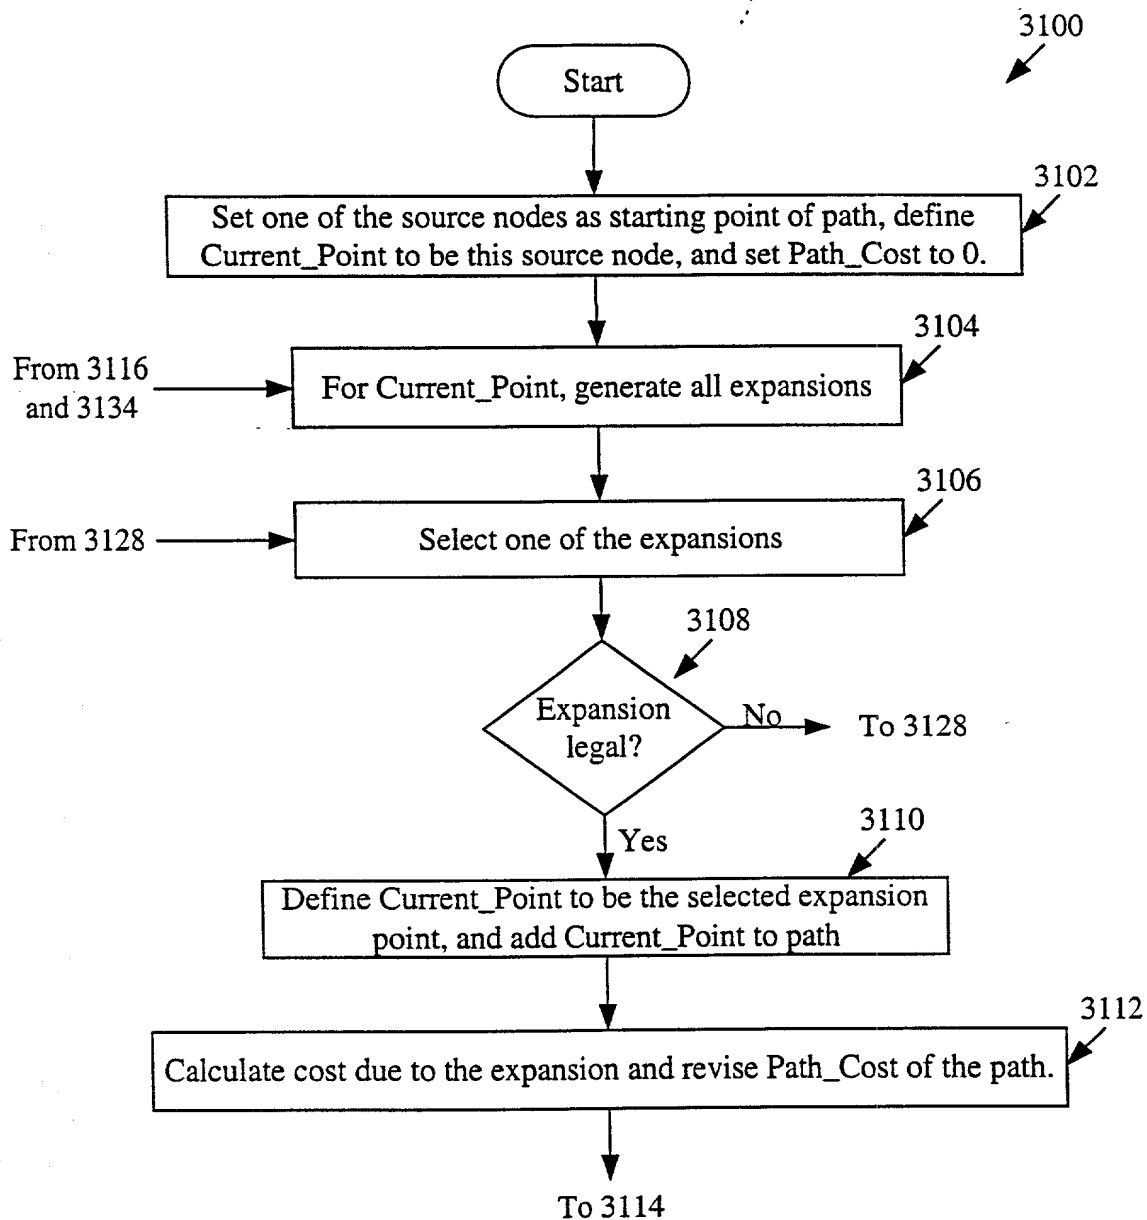 3100
Start
3102
Set one of the source nodes as starting point of path, define
Current_Point to be this source node, and set Path_Cost to 0.
3104
From 3116
and 3134
For Current_Point, generate all expansions
3106
From 3128
Select one of the expansions
3108
Expansion
legal?
No
To 3128
Yes
3110
Define Current_Point to be the selected expansion
point, and add Current_Point to path
3112
Calculate cost due to the expansion and revise Path_Cost of the path.
To 3114